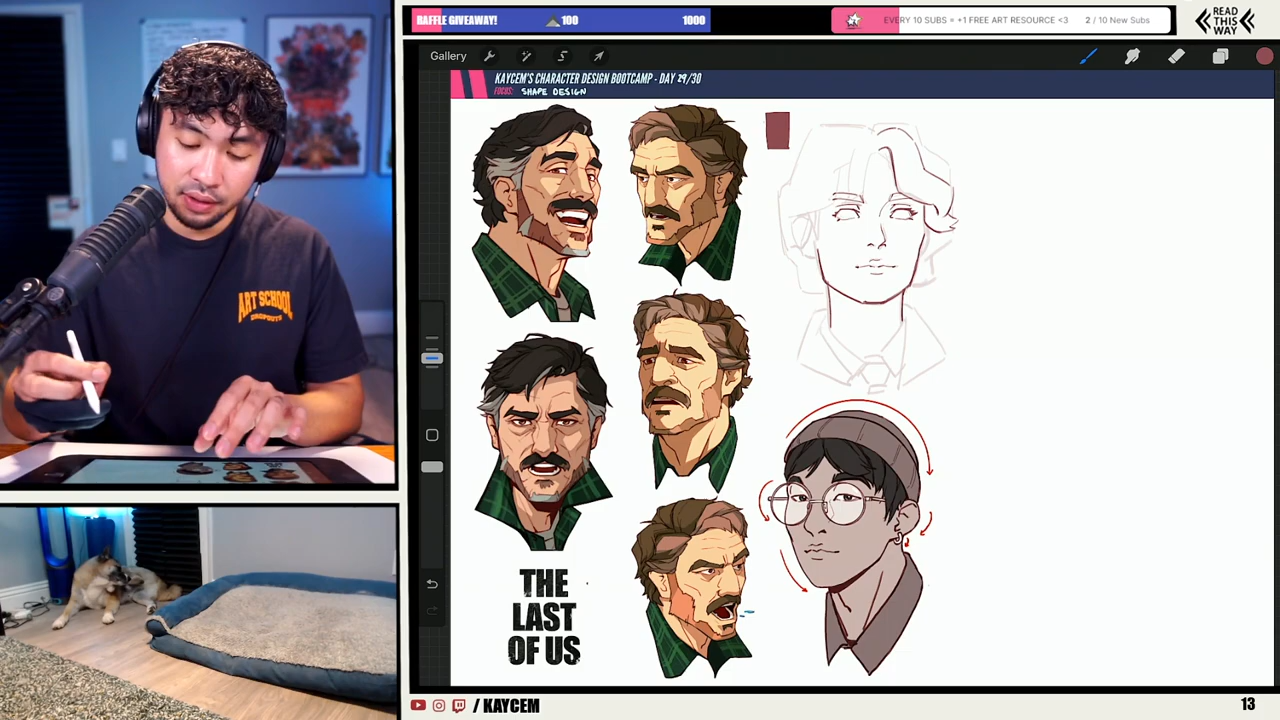 RAFFLE GIVEAWAY! 100 1000
EVERY 10 SUBS = +1 FREE ART RESOURCE <3 2 / 10 New Subs
READ
THIS
WAY
Gallery
KAYCEM'S CHARACTER DESIGN BOOTCAMP - DAY 29/30
FOCUS: SHAPE DESIGN
ART SCHOOL
DROPOUTS
THE
LAST
OF US
/ KAYCEM
13